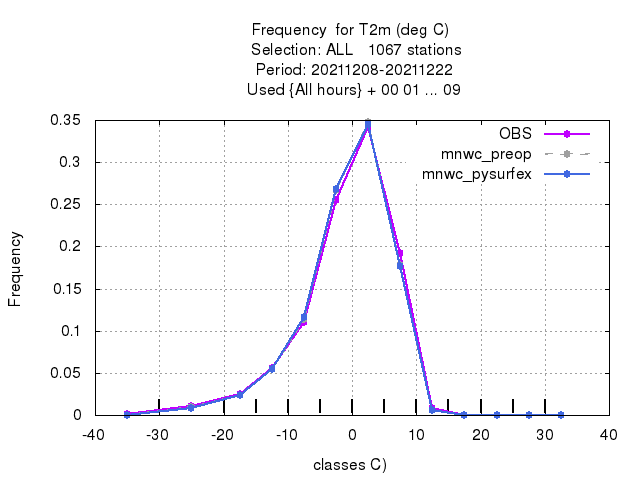 Frequency  for T2m (deg C)
Selection: ALL   1067 stations
Period: 20211208-20211222
Used {All hours} + 00 01 ... 09
OBS
mnwc_preop
mnwc_pysurfex
Frequency
0.35
0.3
0.25
0.2
0.15
0.1
0.05
0
-40 -30 -20 -10 0 10 20 30 40
classes C)